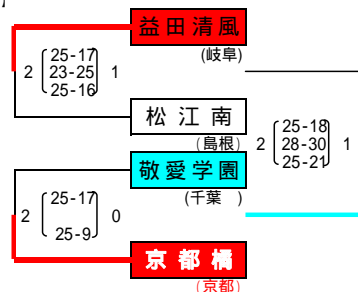 】
益田清風
(岐阜)
2 25-17 1
23-25
25-16
松江南
(島根)
敬愛学園
(千葉 )
2 25-18 1
28-30
25-21
2 25-17 0
25-9
京都橘
(京都)